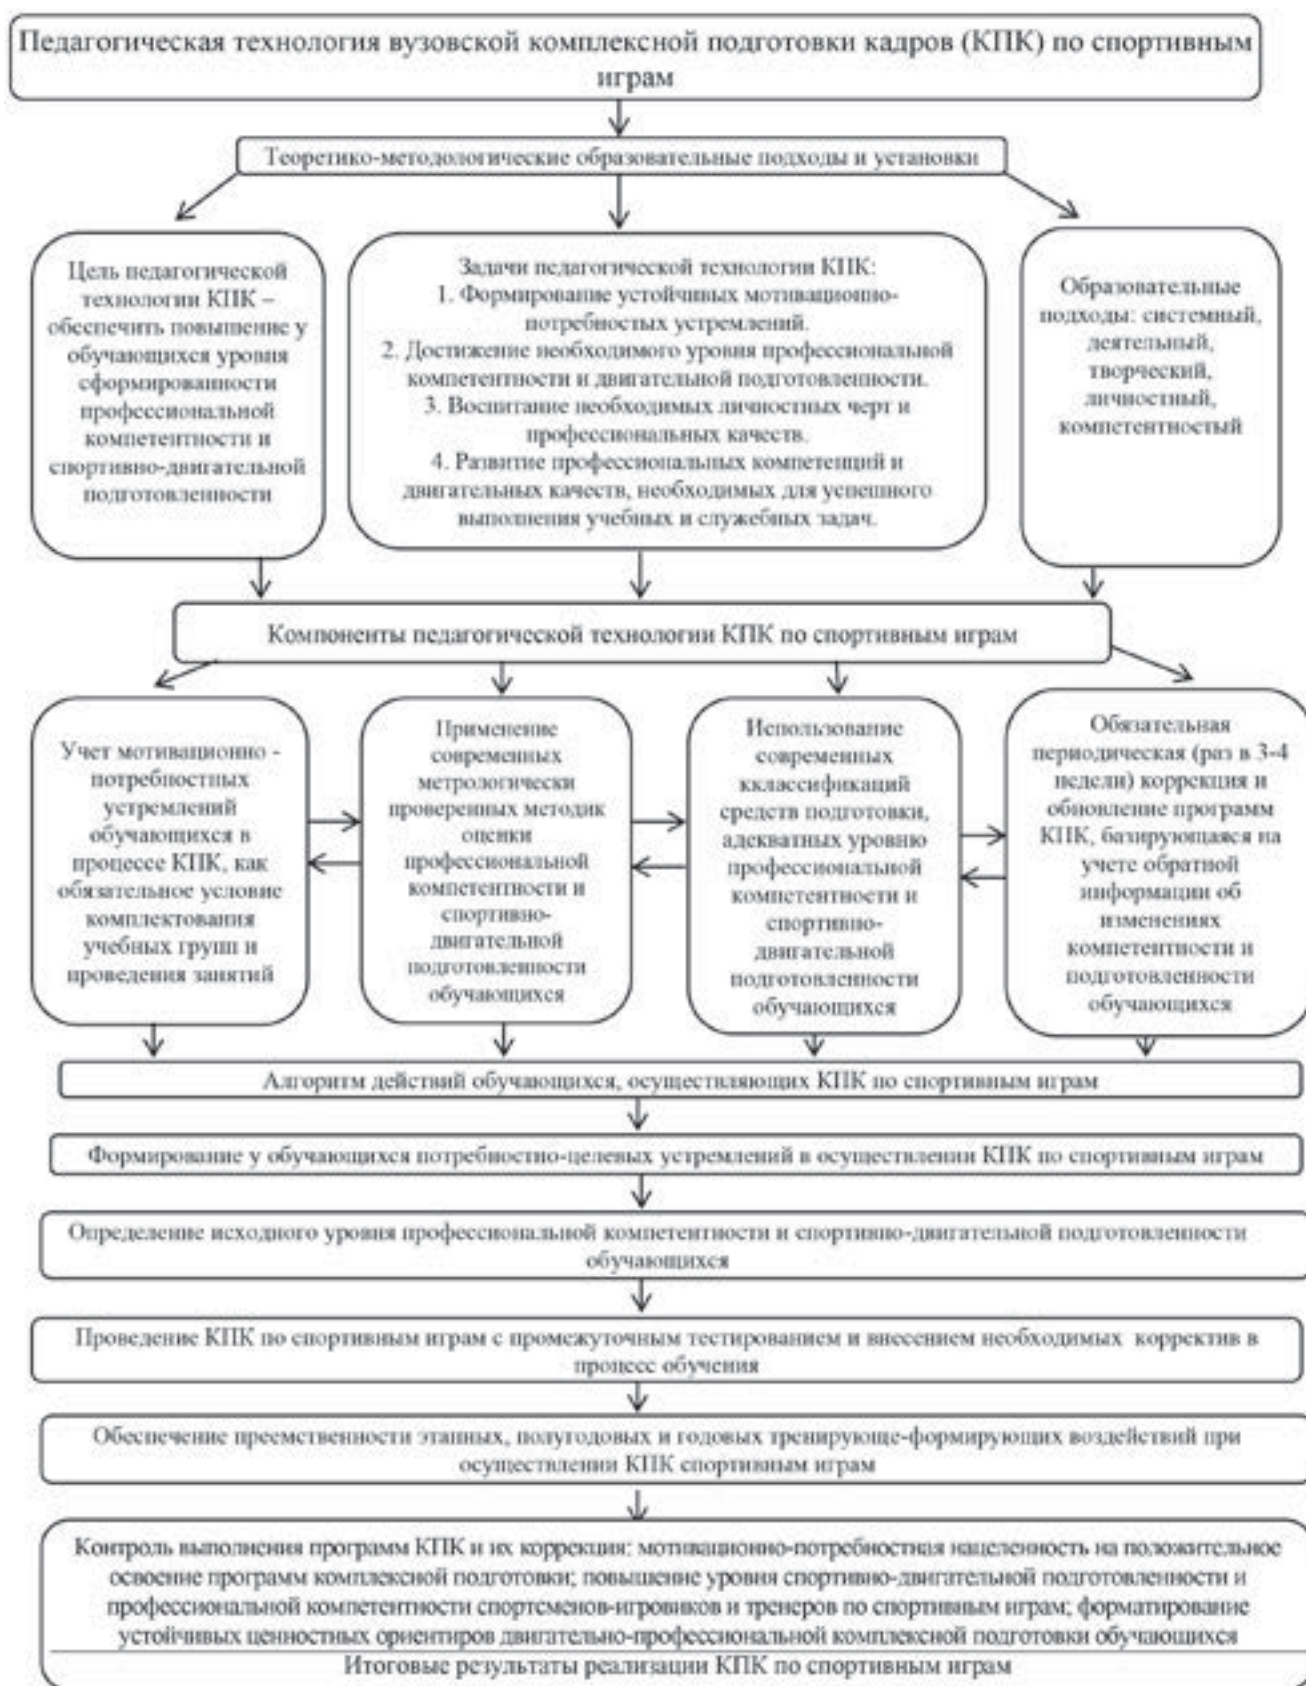 Педагогическая технология вузовской комплексной подготовки кадров (КПК) по спортивным
играм
Теоретико-методологические образовательные подходы и установки
Цель педагогической
технологии КПК –
обеспечить повышение у
обучающихся уровня
сформированности
профессиональной
компетентности и
спортивно-двигательной
подготовленности
Задачи педагогической технологии КПК:
1. Формирование устойчивых мотивационно-
потребостых устремлений.
2. Достижение необходимого уровня профессиональной
компетентности и двигательной подготовленности.
3. Воспитание необходимых личностных черт и
профессиональных качеств.
4. Развитие профессиональных компетенций и
двигательных качеств, необходимых для успешного
выполнения учебных и служебных задач.
Образовательные
подходы: системный,
деятельный,
творческий,
личностный,
компетентостый
Компоненты педагогической технологии КПК по спортивным играм
Учет мотивационно -
потребностных
устремлений
обучающихся в
процессе КПК, как
обязательное условие
комплектования
учебных групп и
проведения занятий
Применение
современных
метрологически
проверенных методик
оценки
профессиональной
компетентности и
спортивно-
двигательной
подготовленности
обучающихся
Использование
современных
кклассификаций
средств подготовки,
адекватных уровню
профессиональной
компетентности и
спортивно-
двигательной
подготовленности
обучающихся
Обязательная
периодическая (раз в 3-4
недели) коррекция и
обновление программ
КПК, базирующаяся на
учете обратной
информации об
изменениях
компетентности и
подготовленности
обучающихся
Алгоритм действий обучающихся, осуществляющих КПК по спортивным играм
Формирование у обучающихся потребностно-целевых устремлений в осуществлении КПК по спортивным играм
Определение исходного уровня профессиональной компетентности и спортивно-двигательной подготовленности
обучающихся
Проведение КПК по спортивным играм с промежуточным тестированием и внесением необходимых корректив в
процесс обучения
Обеспечение преемственности этапных, полугодовых и годовых тренирующе-формирующих воздействий при
осуществлении КПК спортивным играм
Контроль выполнения программ КПК и их коррекция: мотивационно-потребностная нацеленность на положительное
освоение программ комплексной подготовки; повышение уровня спортивно-двигательной подготовленности и
профессиональной компетентности спортсменов-игровиков и тренеров по спортивным играм; форматирование
устойчивых ценностных ориентиров двигательно-профессиональной комплексной подготовки обучающихся
Итоговые результаты реализации КПК по спортивным играм